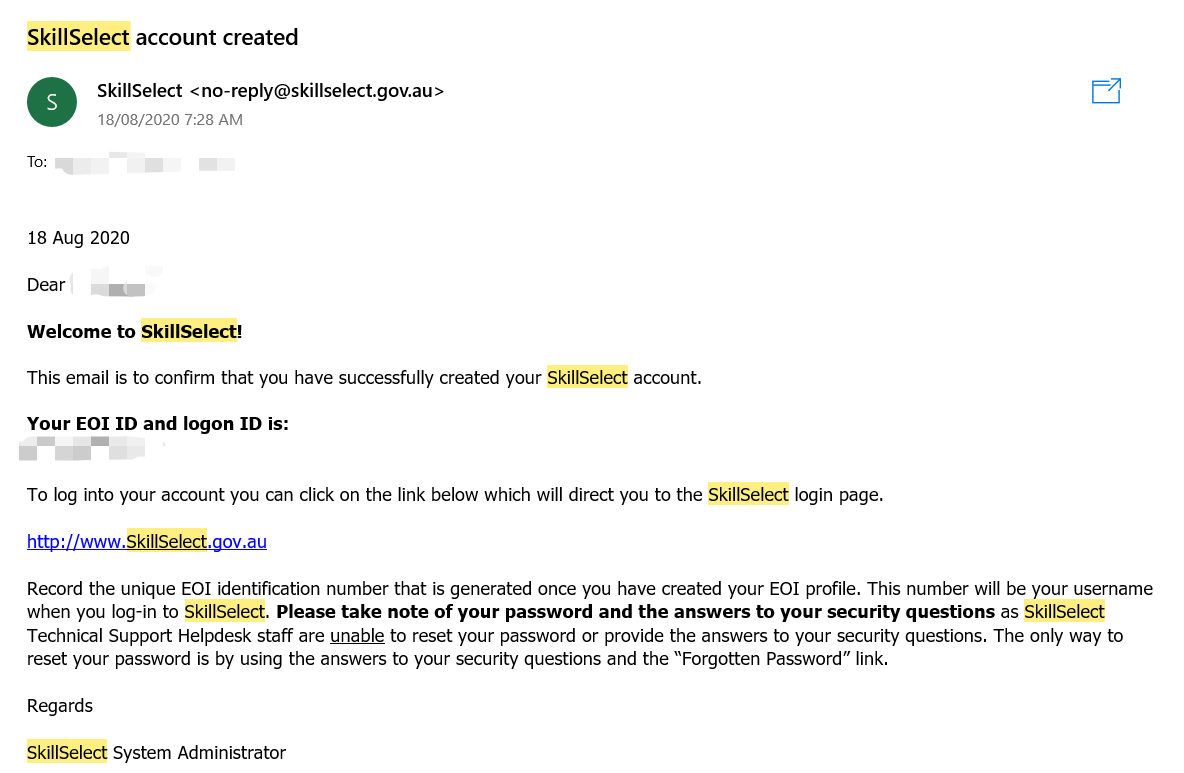 SkillSelect account created
S
SkillSelect <no-reply@skillselect.gov.au>
18/08/2020 7:28 AM
To:
18 Aug 2020
Dear
Welcome to SkillSelect!
This email is to confirm that you have successfully created your SkillSelect account.
Your EOI ID and logon ID is:
To log into your account you can click on the link below which will direct you to the SkillSelect login page.
http://www.SkillSelect.gov.au
Record the unique EOI identification number that is generated once you have created your EOI profile. This number will be your username
when you log-in to SkillSelect. Please take note of your password and the answers to your security questions as SkillSelect
Technical Support Helpdesk staff are unable to reset your password or provide the answers to your security questions. The only way to
reset your password is by using the answers to your security questions and the “Forgotten Password” link.
Regards
SkillSelect System Administrator